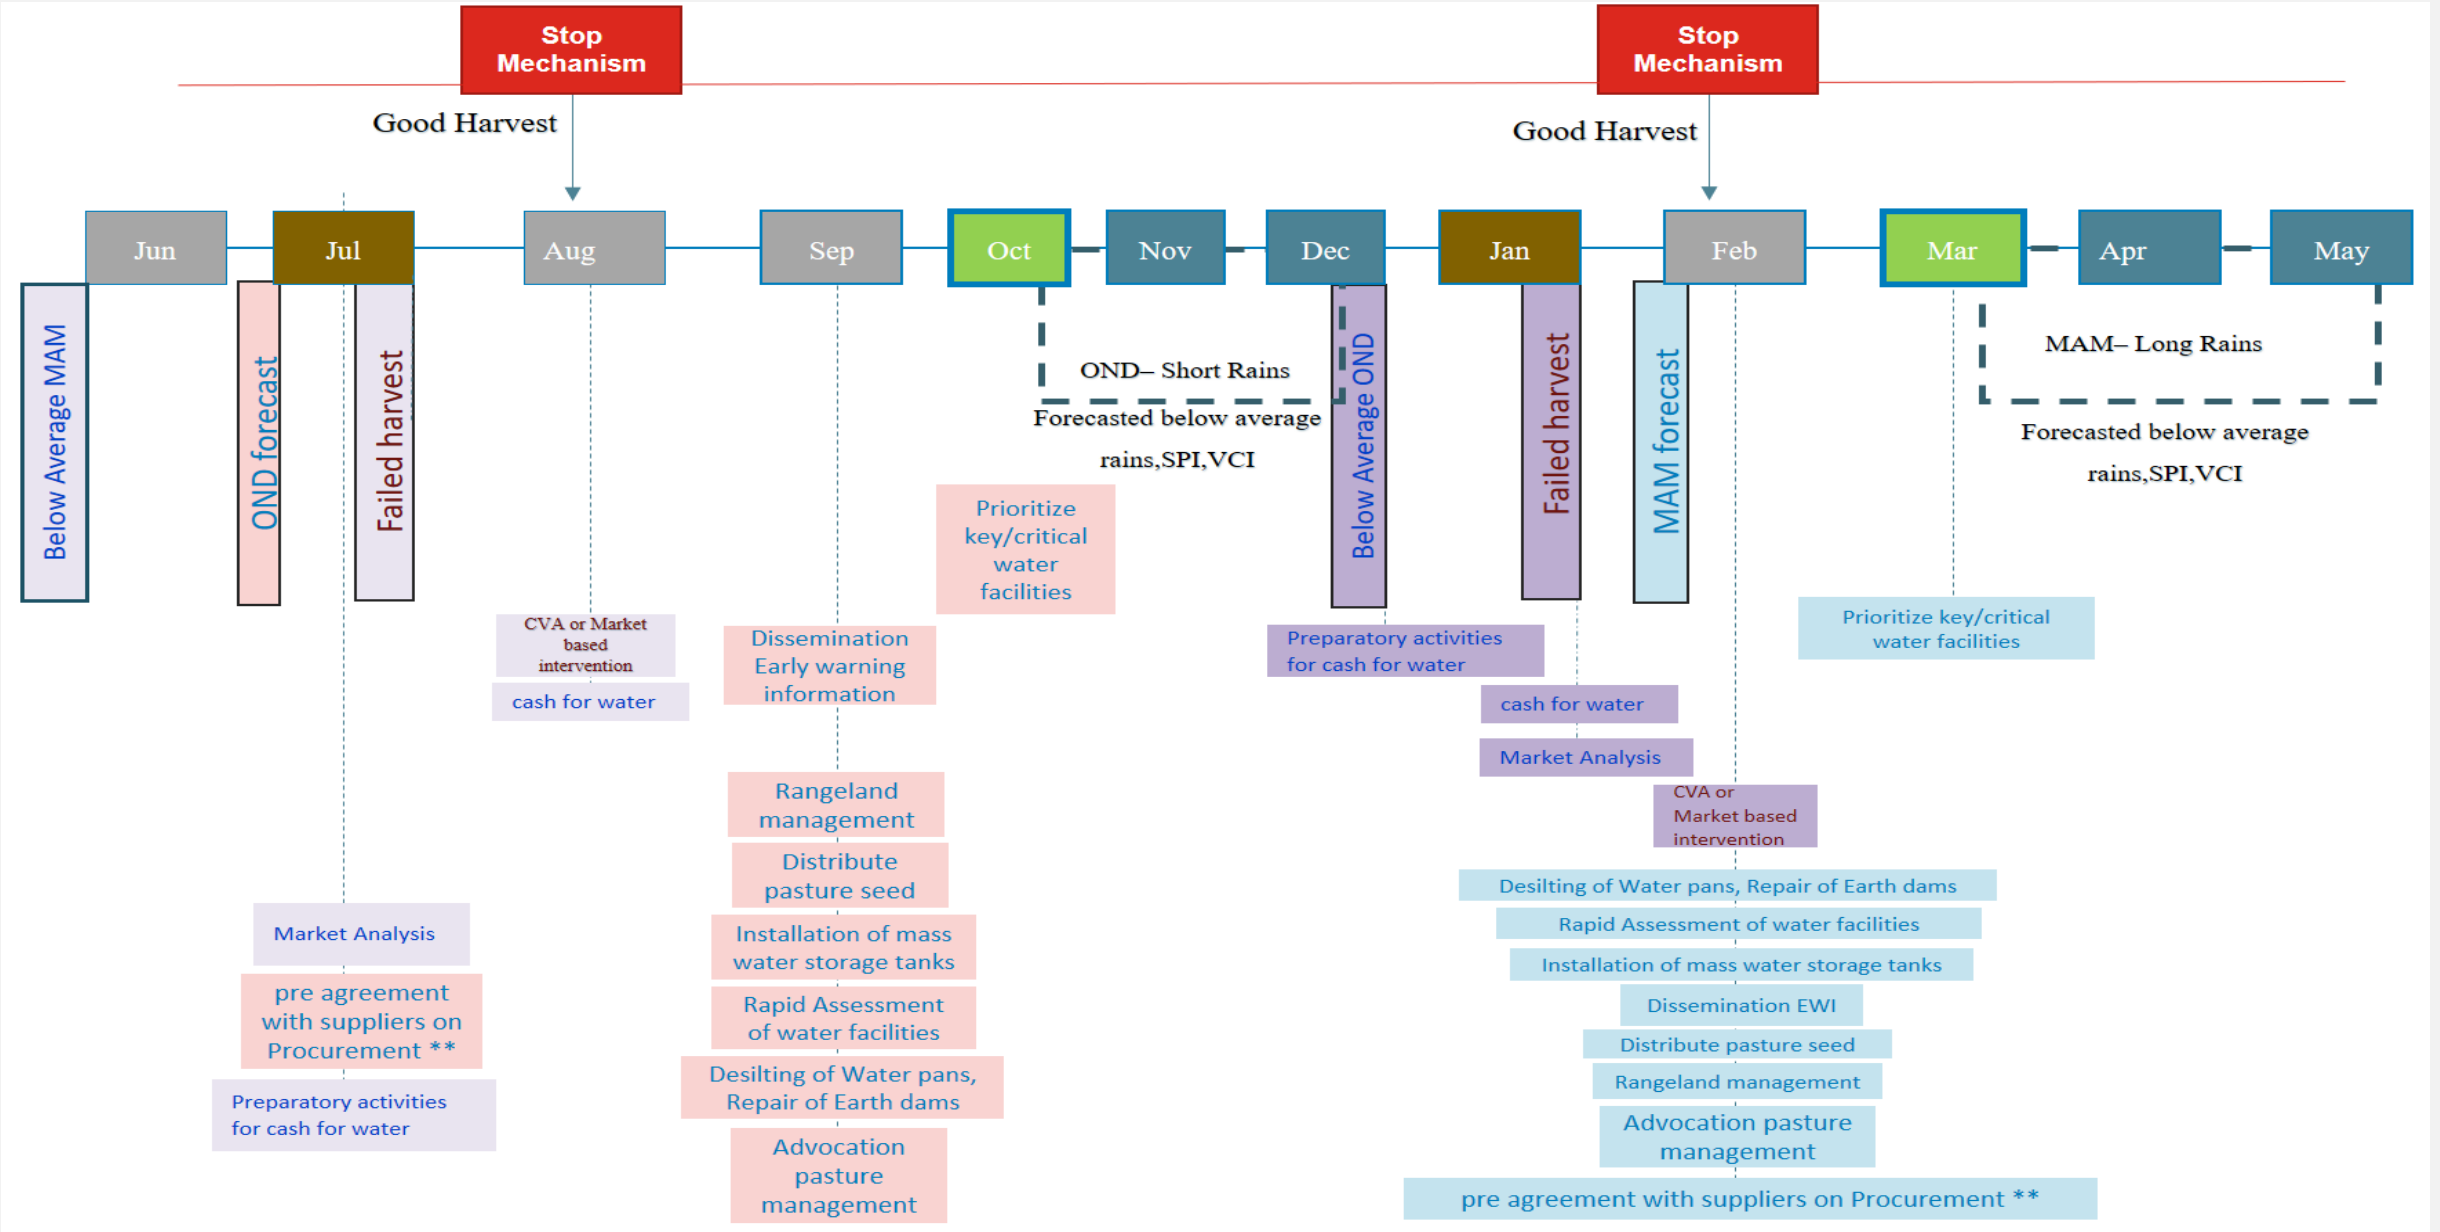 Stop
Mechanism
Stop
Mechanism
Good Harvest
Good Harvest
Jun
Jul
Aug
Sep
Oct
Nov
Dec
Jan
Feb
Mar
Apr
May
Below Average MAM
OND forecast
Failed harvest
OND– Short Rains
Forecasted below average
rains,SPI,VCI
Below Average OND
Failed harvest
MAM forecast
MAM– Long Rains
Forecasted below average
rains,SPI,VCI
Market Analysis
pre agreement
with suppliers on
Procurement **
Preparatory activities
for cash for water
CVA or Market
based
intervention
cash for water
Dissemination
Early warning
information
Rangeland
management
Distribute
pasture seed
Installation of mass
water storage tanks
Rapid Assessment
of water facilities
Desilting of Water pans,
Repair of Earth dams
Advocation
pasture
management
Prioritize
key/critical
water
facilities
Preparatory activities
for cash for water
cash for water
Market Analysis
CVA or
Market based
intervention
Desilting of Water pans, Repair of Earth dams
Rapid Assessment of water facilities
Installation of mass water storage tanks
Dissemination EWI
Distribute pasture seed
Rangeland management
Advocation pasture
management
pre agreement with suppliers on Procurement **
Prioritize key/critical
water facilities